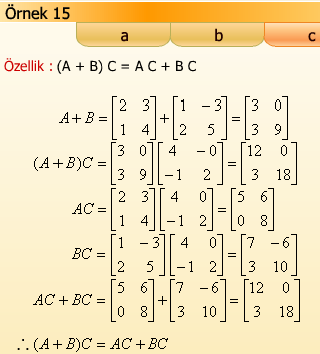 Örnek 15
a b c
Özellik : (A + B) C = A C + B C
A + B = [2 3; 1 4] + [1 -3; 2 5] = [3 0; 3 9]
(A + B)C = [3 0; 3 9] [4 -0; -1 2] = [12 0; 3 18]
AC = [2 3; 1 4] [4 0; -1 2] = [5 6; 0 8]
BC = [1 -3; 2 5] [4 0; -1 2] = [7 -6; 3 10]
AC + BC = [5 6; 0 8] + [7 -6; 3 10] = [12 0; 3 18]
∴ (A + B)C = AC + BC